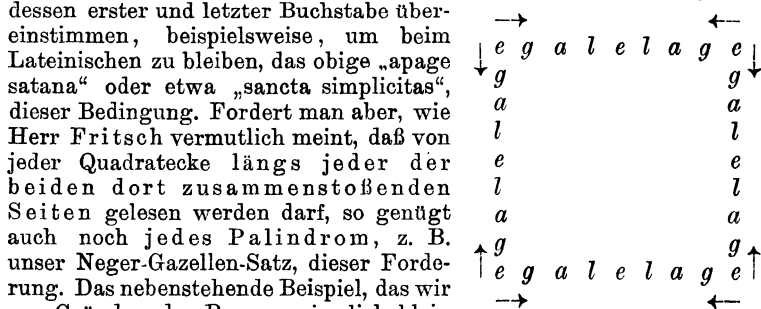 dessen erster und letzter Buchstabe über-
einstimmen, beispielsweise, um beim
Lateinischen zu bleiben, das obige „apage
satana“ oder etwa „sancta simplicitas“,
dieser Bedingung. Fordert man aber, wie
Herr Fritsch vermutlich meint, daß von
jeder Quadratecke längs jeder der
beiden dort zusammenstoßenden
Seiten gelesen werden darf, so genügt
auch noch jedes Palindrom, z. B.
unser Neger-Gazellen-Satz, dieser Forde-
rung. Das nebenstehende Beispiel, das wir
e g a l e l a g e
g g
a a
l l
e e
l l
a a
g g
e g a l e l a g e